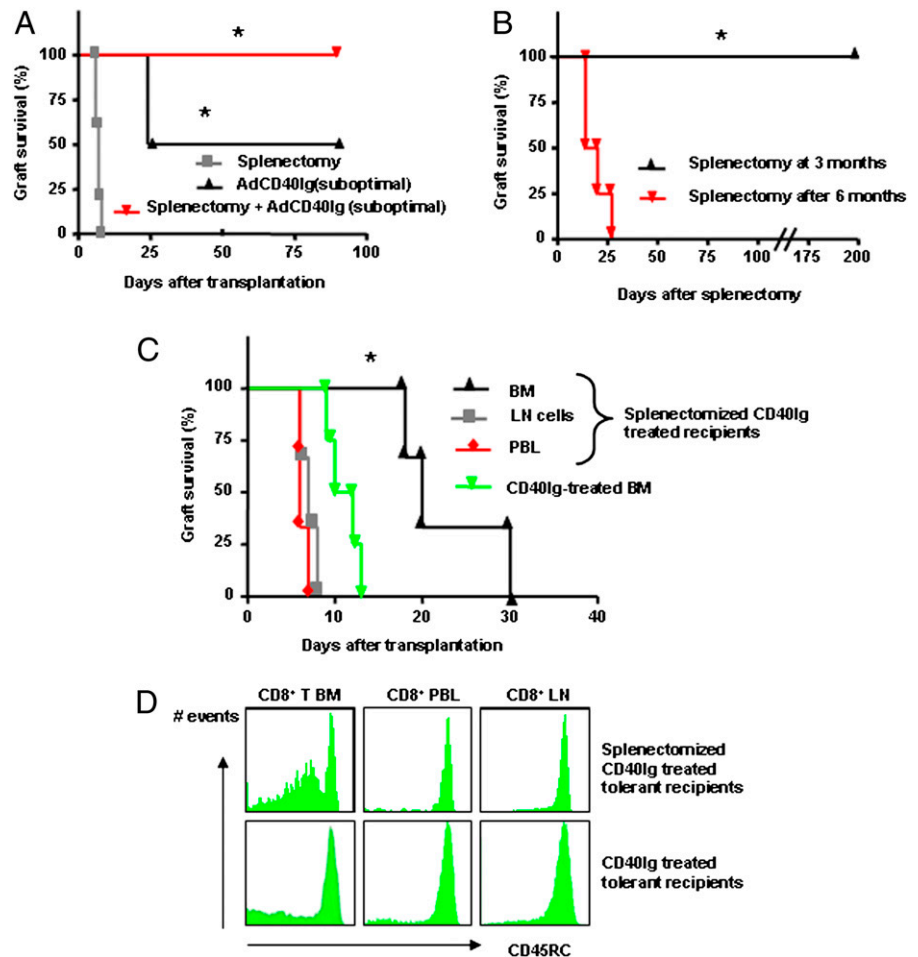 A
*
100
75
50
25
0
Graft survival (%)
*
Splenectomy
AdCD40Ig(suboptimal)
Splenectomy + AdCD40Ig (suboptimal)
0 25 50 75 100
Days after transplantation
B
*
100
75
50
25
0
Graft survival (%)
Splenectomy at 3 months
Splenectomy after 6 months
0 25 50 75 100 175 200
Days after splenectomy
C
*
100
75
50
25
0
Graft survival (%)
BM
LN cells
PBL
Splenectomized CD40Ig
treated recipients
CD40Ig-treated BM
0 10 20 30 40
Days after transplantation
D
# events
CD8+ T BM
CD8+ PBL
CD8+ LN
Splenectomized
CD40Ig treated
tolerant recipients
CD40Ig treated
tolerant recipients
CD45RC